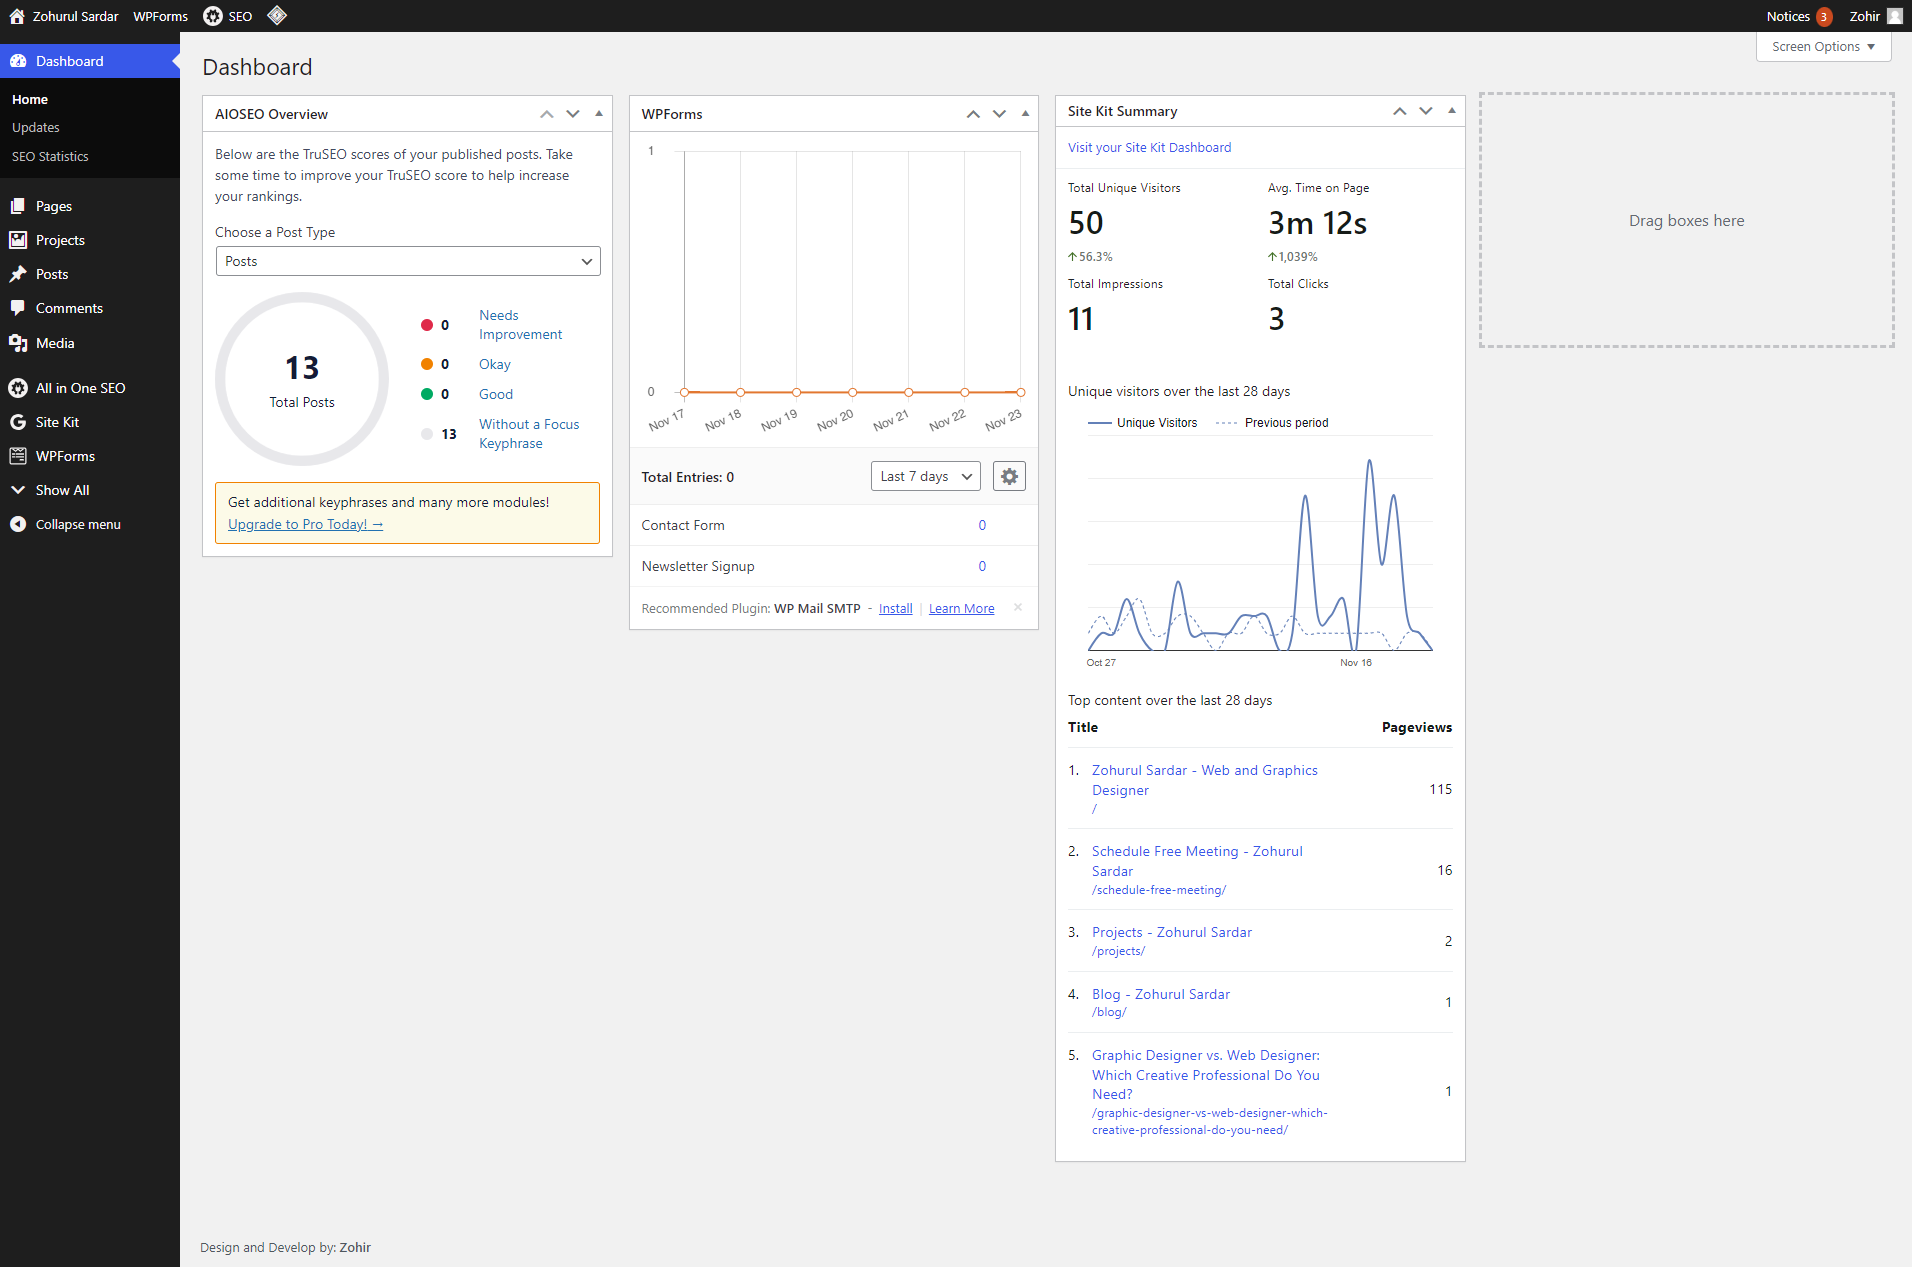 Zohurul Sardar
WPForms
SEO
Notices 3
Zohir
Screen Options
Dashboard
Home
Updates
SEO Statistics
Pages
Projects
Posts
Comments
Media
All in One SEO
Site Kit
WPForms
Show All
Collapse menu
Dashboard
AIOSEO Overview
Below are the TruSEO scores of your published posts. Take
some time to improve your TruSEO score to help increase
your rankings.
Choose a Post Type
Posts
13
Total Posts
0 Needs
Improvement
0 Okay
0 Good
13 Without a Focus
Keyphrase
Get additional keyphrases and many more modules!
Upgrade to Pro Today! →
WPForms
1
0
Nov 17 Nov 18 Nov 19 Nov 20 Nov 21 Nov 22 Nov 23
Total Entries: 0
Last 7 days
Contact Form 0
Newsletter Signup 0
Recommended Plugin: WP Mail SMTP - Install | Learn More
Site Kit Summary
Visit your Site Kit Dashboard
Total Unique Visitors
50
56.3%
Avg. Time on Page
3m 12s
1,039%
Total Impressions
11
Total Clicks
3
Unique visitors over the last 28 days
Unique Visitors Previous period
Oct 27 Nov 16
Top content over the last 28 days
Title Pageviews
1. Zohurul Sardar - Web and Graphics
Designer
/
115
2. Schedule Free Meeting - Zohurul
Sardar
/schedule-free-meeting/
16
3. Projects - Zohurul Sardar
/projects/
2
4. Blog - Zohurul Sardar
/blog/
1
5. Graphic Designer vs. Web Designer:
Which Creative Professional Do You
Need?
/graphic-designer-vs-web-designer-which-
creative-professional-do-you-need/
1
Drag boxes here
Design and Develop by: Zohir